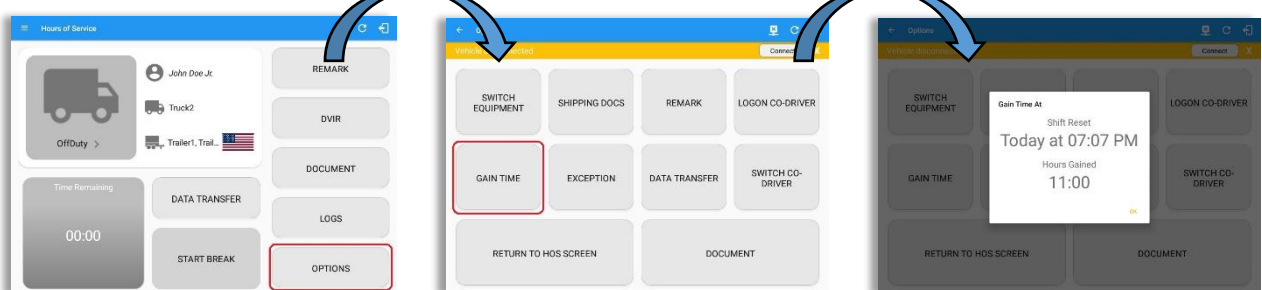 Hours of Service
John Doe Jr.
Truck2
Trailer1, Trail...
OffDuty >
Time Remaining
00:00
DATA TRANSFER
START BREAK
REMARK
DVIR
DOCUMENT
LOGS
OPTIONS
Connect X
SWITCH
EQUIPMENT
SHIPPING DOCS
REMARK
LOGON CO-DRIVER
GAIN TIME
EXCEPTION
DATA TRANSFER
SWITCH CO-
DRIVER
RETURN TO HOS SCREEN
DOCUMENT
Options
Vehicle disconnected
Connect X
SWITCH
EQUIPMENT
LOGON CO-DRIVER
GAIN TIME
SWITCH CO-
DRIVER
RETURN TO HOS SCREEN
DOCUMENT
Gain Time At
Shift Reset
Today at 07:07 PM
Hours Gained
11:00
OK